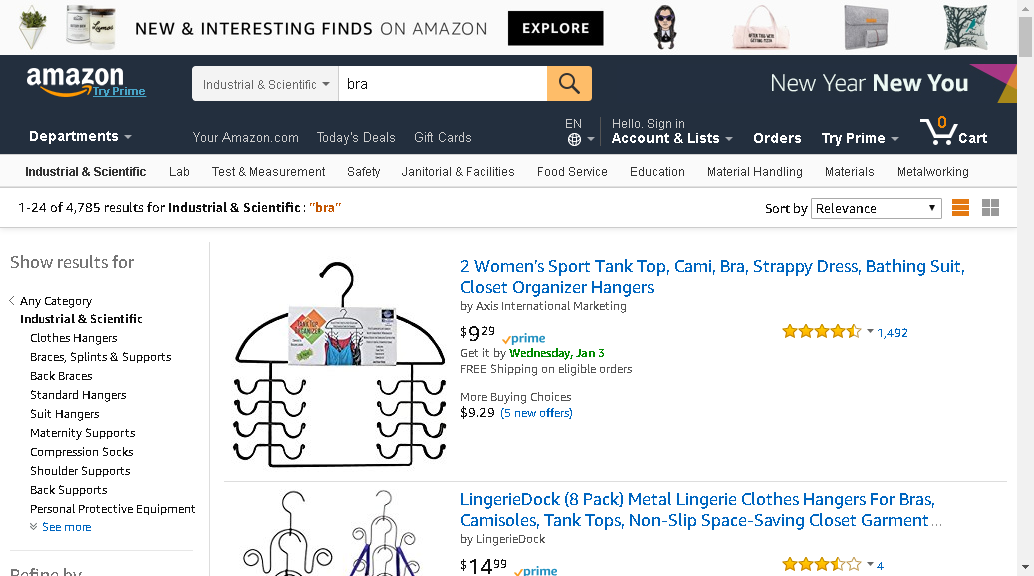 NEW & INTERESTING FINDS ON AMAZON EXPLORE
amazon
Try Prime
Industrial & Scientific
bra
New Year New You
Departments
Your Amazon.com Today's Deals Gift Cards
EN
Hello. Sign in
Account & Lists
Orders
Try Prime
0
Cart
Industrial & Scientific Lab Test & Measurement Safety Janitorial & Facilities Food Service Education Material Handling Materials Metalworking
1-24 of 4,785 results for Industrial & Scientific : "bra"
Sort by Relevance
Show results for
Any Category
Industrial & Scientific
Clothes Hangers
Braces, Splints & Supports
Back Braces
Standard Hangers
Suit Hangers
Maternity Supports
Compression Socks
Shoulder Supports
Back Supports
Personal Protective Equipment
See more
Refine by
TANK TOP
ORGANIZER
2 Women's Sport Tank Top, Cami, Bra, Strappy Dress, Bathing Suit,
Closet Organizer Hangers
by Axis International Marketing
$9 29 prime
Get it by Wednesday, Jan 3
FREE Shipping on eligible orders
More Buying Choices
$9.29 (5 new offers)
1,492
LingerieDock (8 Pack) Metal Lingerie Clothes Hangers For Bras,
Camisoles, Tank Tops, Non-Slip Space-Saving Closet Garment ...
by LingerieDock
$14 99 prime
4